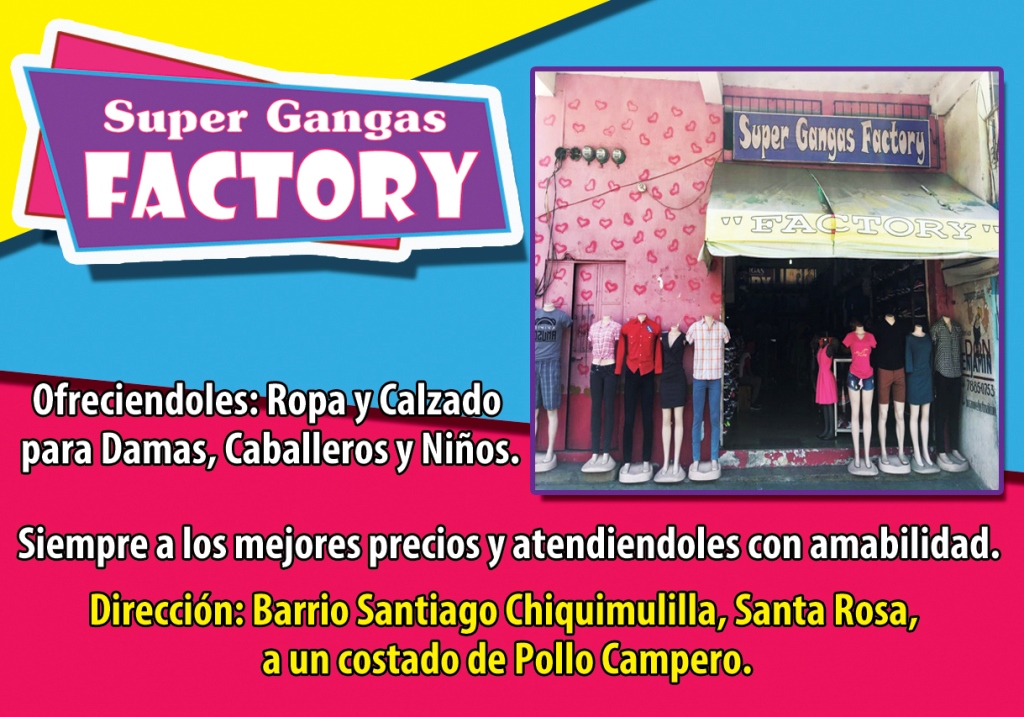 Super Gangas
FACTORY
Super Gangas Factory
"FACTORY"
Ofreciendoles: Ropa y Calzado
para Damas, Caballeros y Niños.
Siempre a los mejores precios y atendiendoles con amabilidad.
Dirección: Barrio Santiago Chiquimulilla, Santa Rosa,
a un costado de Pollo Campero.